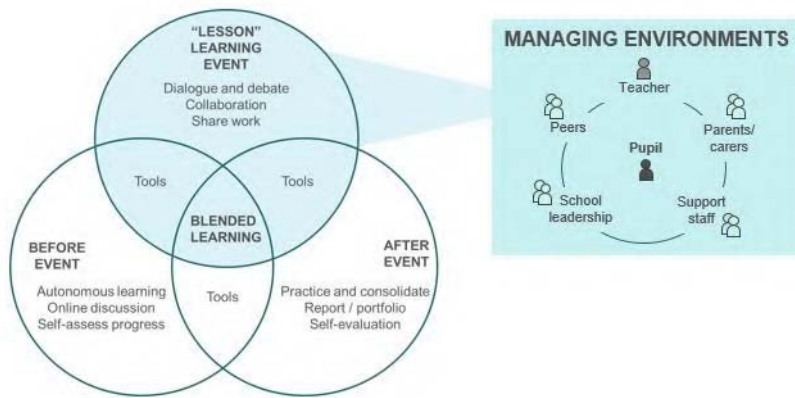 “LESSON”
LEARNING
EVENT
Dialogue and debate
Collaboration
Share work
Tools
Tools
BLENDED
LEARNING
BEFORE
EVENT
Autonomous learning
Online discussion
Self-assess progress
Tools
AFTER
EVENT
Practice and consolidate
Report / portfolio
Self-evaluation
MANAGING ENVIRONMENTS
Teacher
Peers
Parents/
carers
Pupil
School
leadership
Support
staff